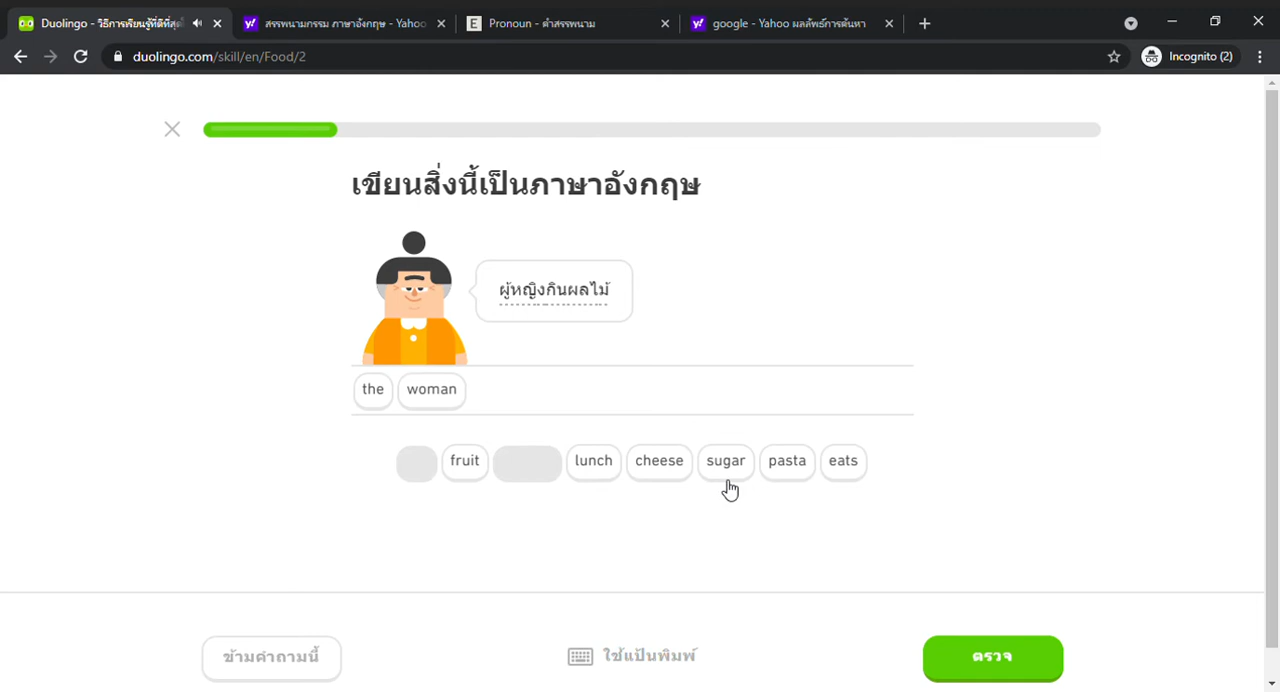 Duolingo - วิธีการเรียนรู้ที่ดีที่สุด
สรรพนามกรรม ภาษาอังกฤษ - Yahoo
E Pronoun - คำสรรพนาม
google - Yahoo ผลลัพธ์การค้นหา
duolingo.com/skill/en/Food/2
Incognito (2)
เขียนสิ่งนี้เป็นภาษาอังกฤษ
ผู้หญิงกินผลไม้
the woman
fruit lunch cheese sugar pasta eats
ข้ามคำถามนี้ ใช้แป้นพิมพ์ ตรวจ